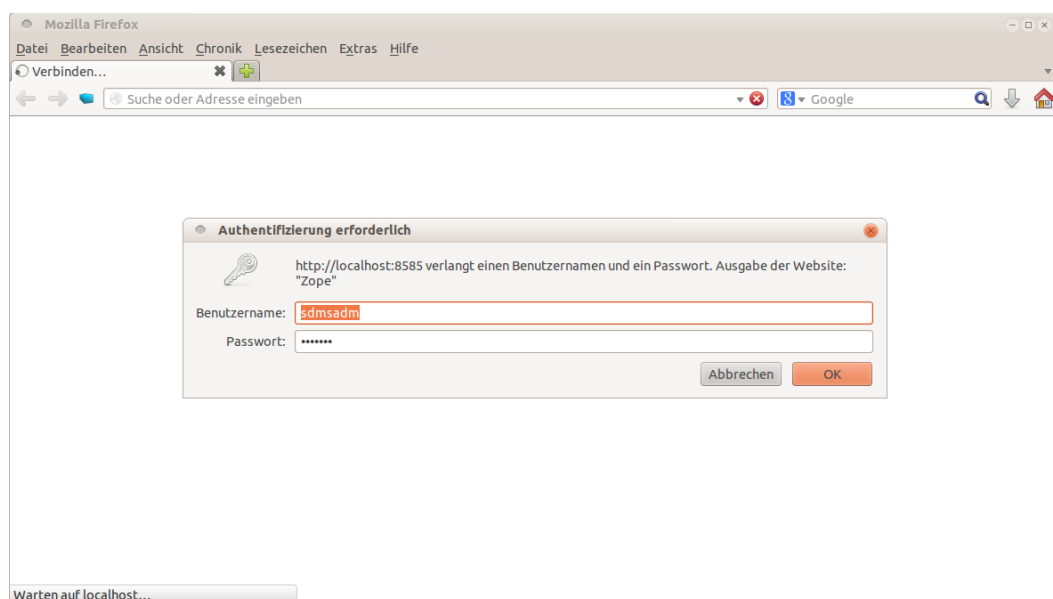 Mozilla Firefox
Datei Bearbeiten Ansicht Chronik Lesezeichen Extras Hilfe
Verbinden...
Suche oder Adresse eingeben
8 Google
Authentifizierung erforderlich
http://localhost:8585 verlangt einen Benutzernamen und ein Passwort. Ausgabe der Website:
"Zope"
Benutzername: sdmsadm
Passwort: •••••••
Abbrechen OK
Warten auf localhost...